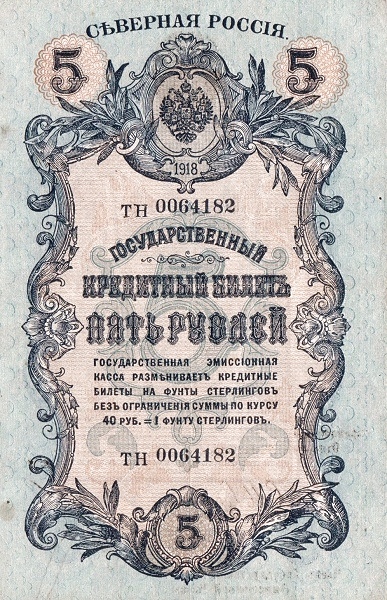 СѢВЕРНАЯ РОССІЯ.
5 5
1918
ТН 0064182
ГОСУДАРСТВЕННЫЙ
КРЕДИТНЫЙ БИЛЕТЪ
ПЯТЬ РУБЛЕЙ
ГОСУДАРСТВЕННАЯ ЭМИССІОННАЯ
КАССА РАЗМѢНИВАЕТЪ КРЕДИТНЫЕ
БИЛЕТЫ НА ФУНТЫ СТЕРЛИНГОВЪ
БЕЗЪ ОГРАНИЧЕНІЯ СУММЫ ПО КУРСУ
40 РУБ. = 1 ФУНТУ СТЕРЛИНГОВЪ.
ТН 0064182
5